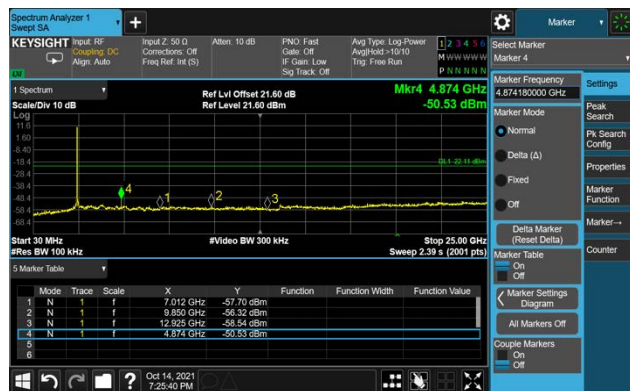 Spectrum Analyzer 1
Swept SA
Marker
KEYSIGHT
Input: RF
Coupling: DC
Align: Auto
Input Z: 50 Ω
Corrections: Off
Freq Ref: Int (S)
Atten: 10 dB
PNO: Fast
Gate: Off
IF Gain: Low
Sig Track: Off
Avg Type: Log-Power
Avg|Hold:>10/10
Trig: Free Run
1 2 3 4 5 6
M W W W W W
P N N N N N
LV
Select Marker
Marker 4
1 Spectrum
Scale/Div 10 dB
Log
Ref Lvl Offset 21.60 dB
Ref Level 21.60 dBm
Mkr4 4.874 GHz
-50.53 dBm
11.6
1.60
-8.40
-18.4
-28.4
-38.4
-48.4
-58.4
-68.4
DL1 -22.11 dBm
4
1
2
3
Start 30 MHz
#Res BW 100 kHz
#Video BW 300 kHz
Stop 25.00 GHz
Sweep 2.39 s (2001 pts)
5 Marker Table
Mode Trace Scale X Y Function Function Width Function Value
1 N 1 f 7.012 GHz -57.70 dBm
2 N 1 f 9.850 GHz -56.32 dBm
3 N 1 f 12.925 GHz -58.54 dBm
4 N 1 f 4.874 GHz -50.53 dBm
5
6
Marker Frequency
4.874180000 GHz
Marker Mode
Normal
Delta (Δ)
Fixed
Off
Delta Marker
(Reset Delta)
Marker Table
On
Off
Marker Settings
Diagram
All Markers Off
Couple Markers
On
Off
Settings
Peak
Search
Pk Search
Config
Properties
Marker
Function
Marker→
Counter
?
Oct 14, 2021
7:25:40 PM